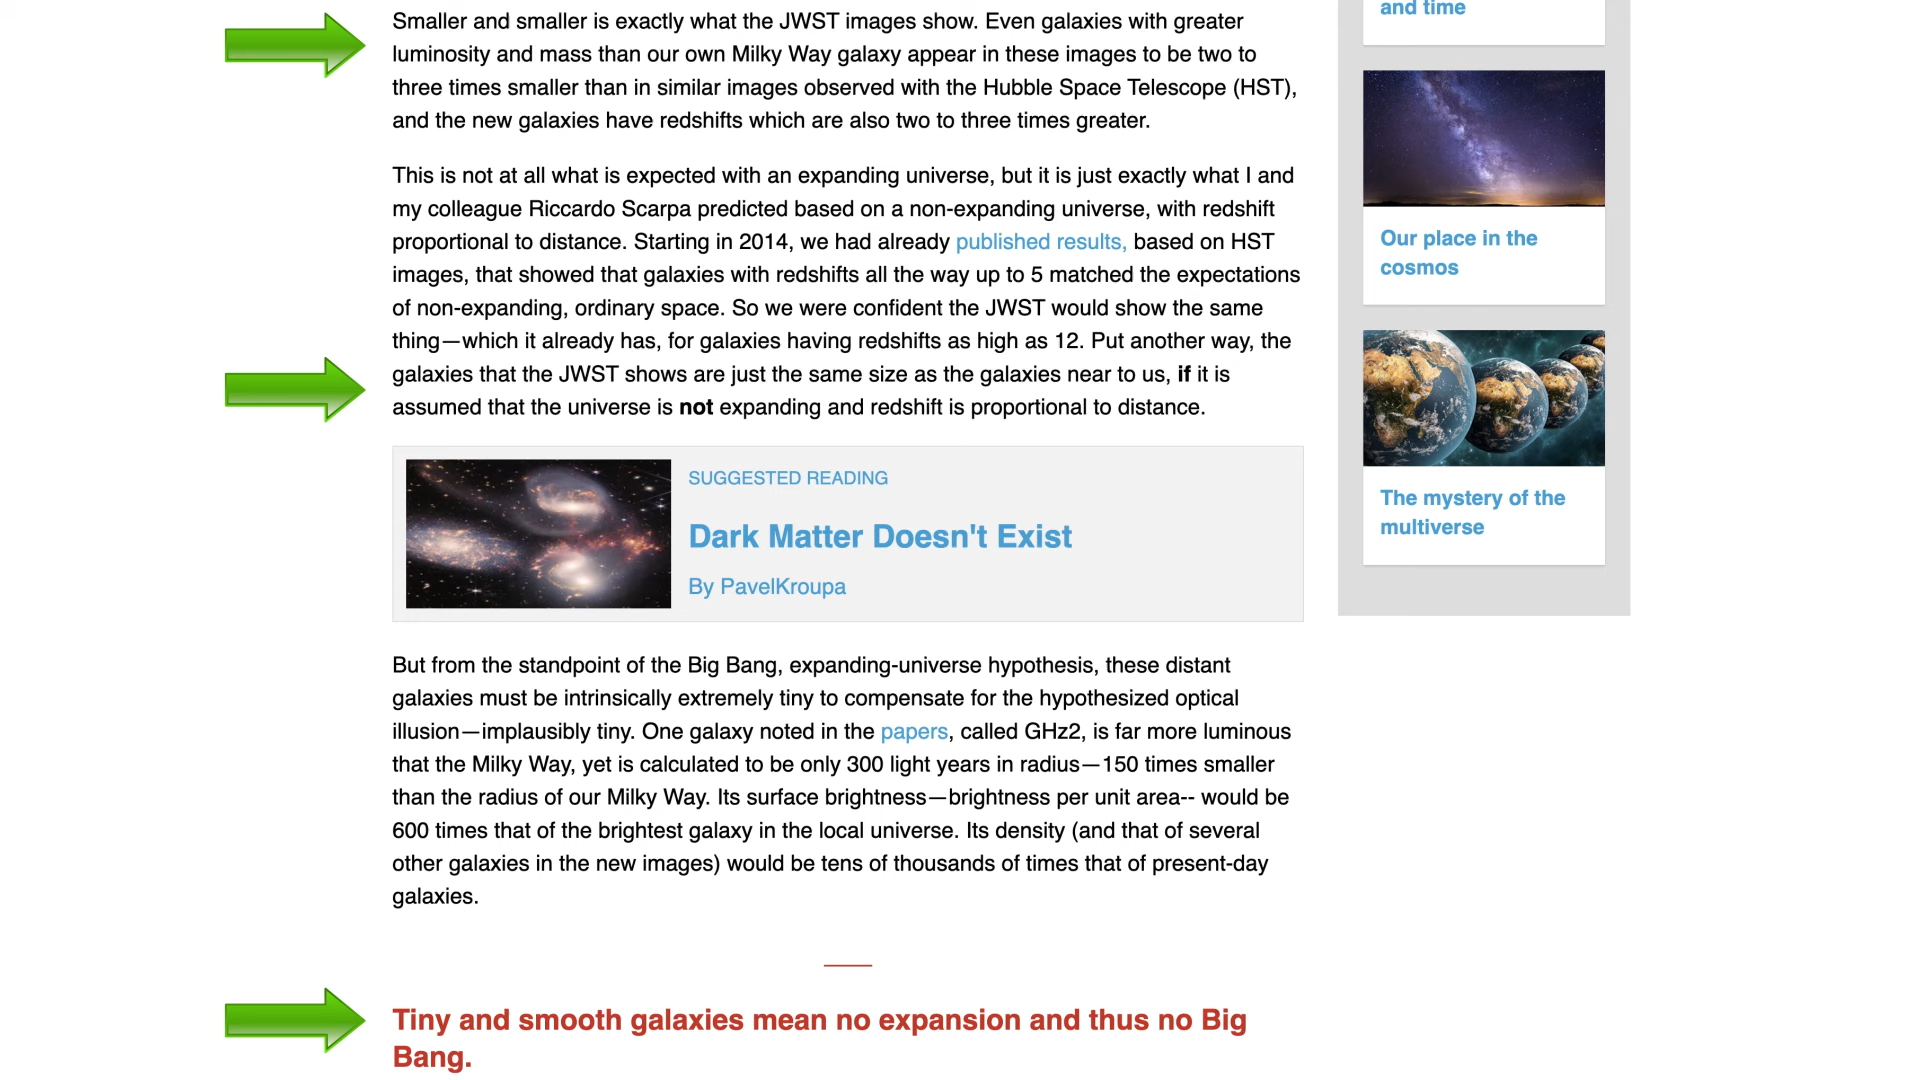 Smaller and smaller is exactly what the JWST images show. Even galaxies with greater
luminosity and mass than our own Milky Way galaxy appear in these images to be two to
three times smaller than in similar images observed with the Hubble Space Telescope (HST),
and the new galaxies have redshifts which are also two to three times greater.
This is not at all what is expected with an expanding universe, but it is just exactly what I and
my colleague Riccardo Scarpa predicted based on a non-expanding universe, with redshift
proportional to distance. Starting in 2014, we had already published results, based on HST
images, that showed that galaxies with redshifts all the way up to 5 matched the expectations
of non-expanding, ordinary space. So we were confident the JWST would show the same
thing—which it already has, for galaxies having redshifts as high as 12. Put another way, the
galaxies that the JWST shows are just the same size as the galaxies near to us, if it is
assumed that the universe is not expanding and redshift is proportional to distance.
SUGGESTED READING
Dark Matter Doesn't Exist
By PavelKroupa
But from the standpoint of the Big Bang, expanding-universe hypothesis, these distant
galaxies must be intrinsically extremely tiny to compensate for the hypothesized optical
illusion—implausibly tiny. One galaxy noted in the papers, called GHz2, is far more luminous
that the Milky Way, yet is calculated to be only 300 light years in radius—150 times smaller
than the radius of our Milky Way. Its surface brightness—brightness per unit area-- would be
600 times that of the brightest galaxy in the local universe. Its density (and that of several
other galaxies in the new images) would be tens of thousands of times that of present-day
galaxies.
Tiny and smooth galaxies mean no expansion and thus no Big
Bang.
and time
Our place in the
cosmos
The mystery of the
multiverse